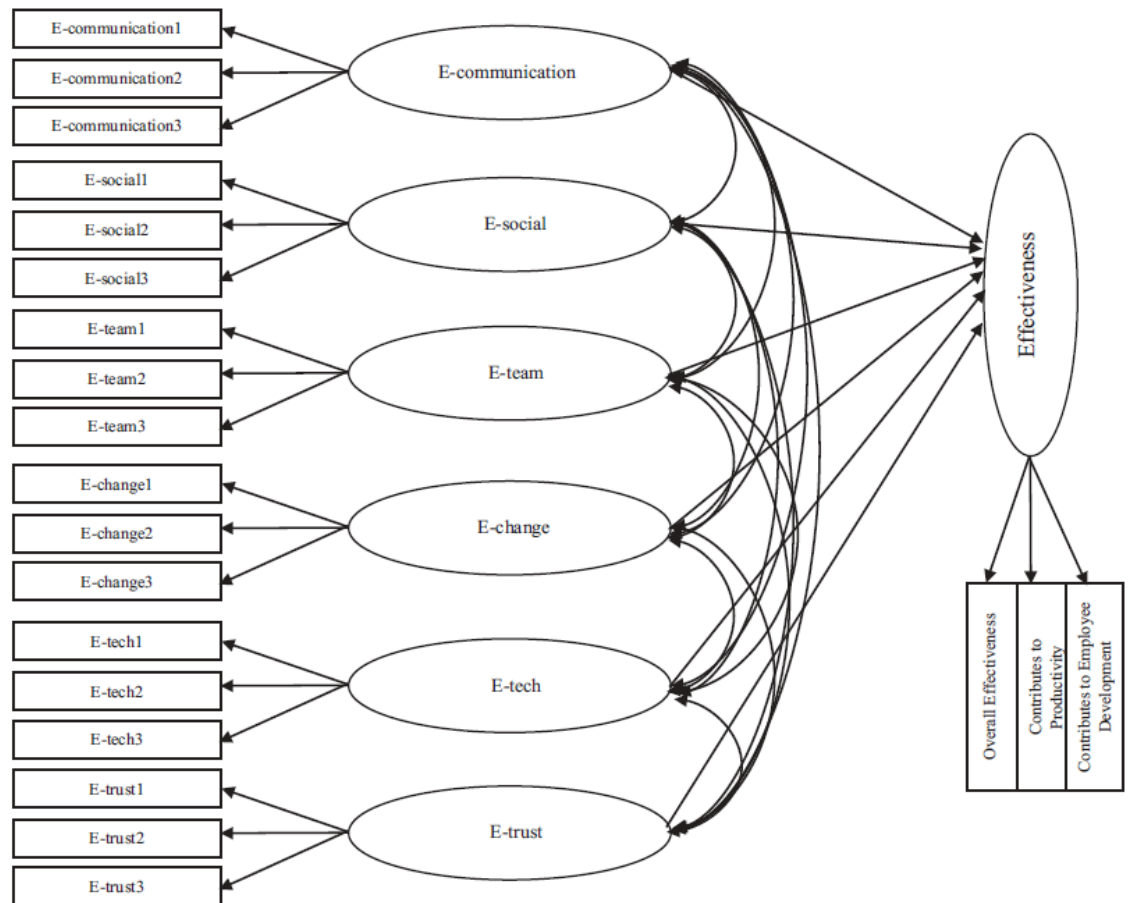 E-communication1
E-communication2
E-communication3
E-communication
E-social1
E-social2
E-social3
E-social
E-team1
E-team2
E-team3
E-team
E-change1
E-change2
E-change3
E-change
E-tech1
E-tech2
E-tech3
E-tech
E-trust1
E-trust2
E-trust3
E-trust
Effectiveness
Overall Effectiveness
Contributes to
Productivity
Contributes to Employee
Development